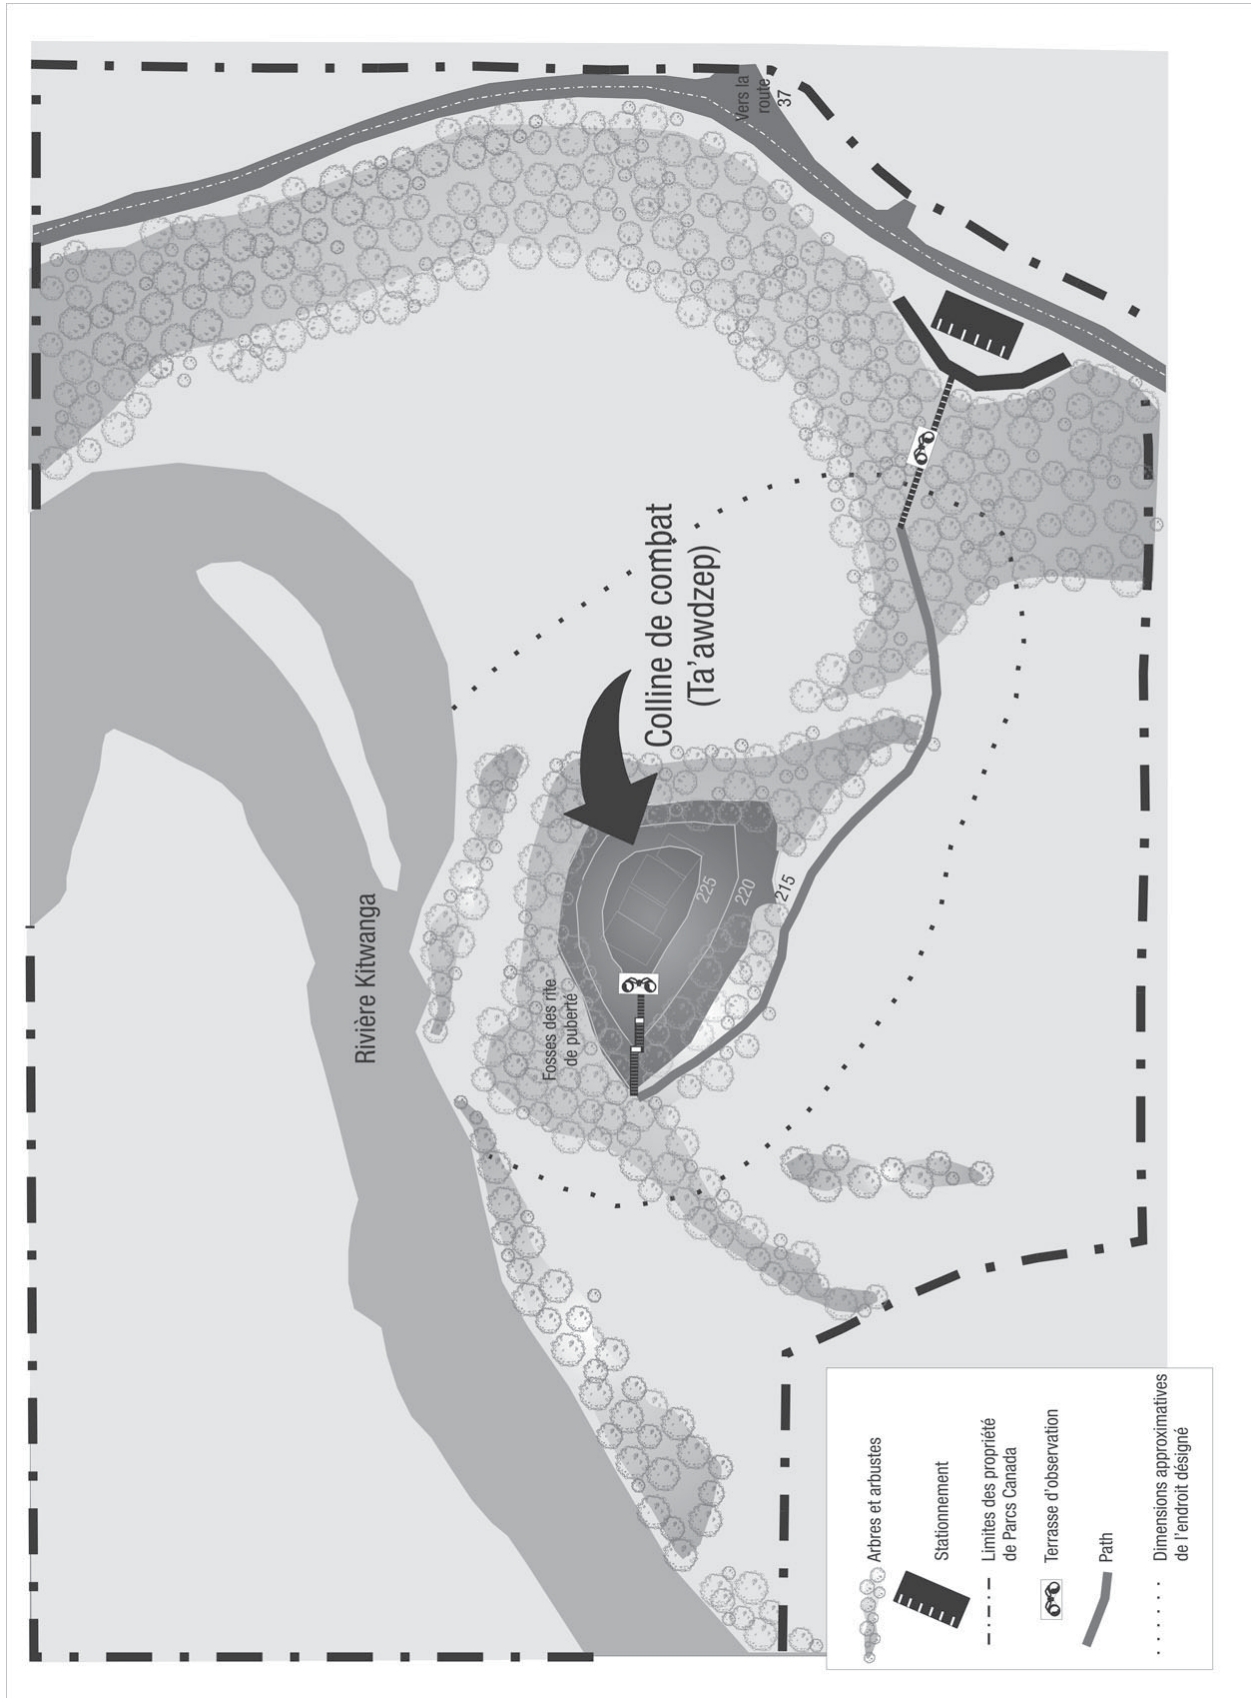 Vers la
route
37
Colline de combat
(Ta'awdzep)
Rivière Kitwanga
Fosses des rite
de puberté
225
220
215
Arbres et arbustes
Stationnement
Limites des propriété
de Parcs Canada
Terrasse d'observation
Path
Dimensions approximatives
de l'endroit désigné